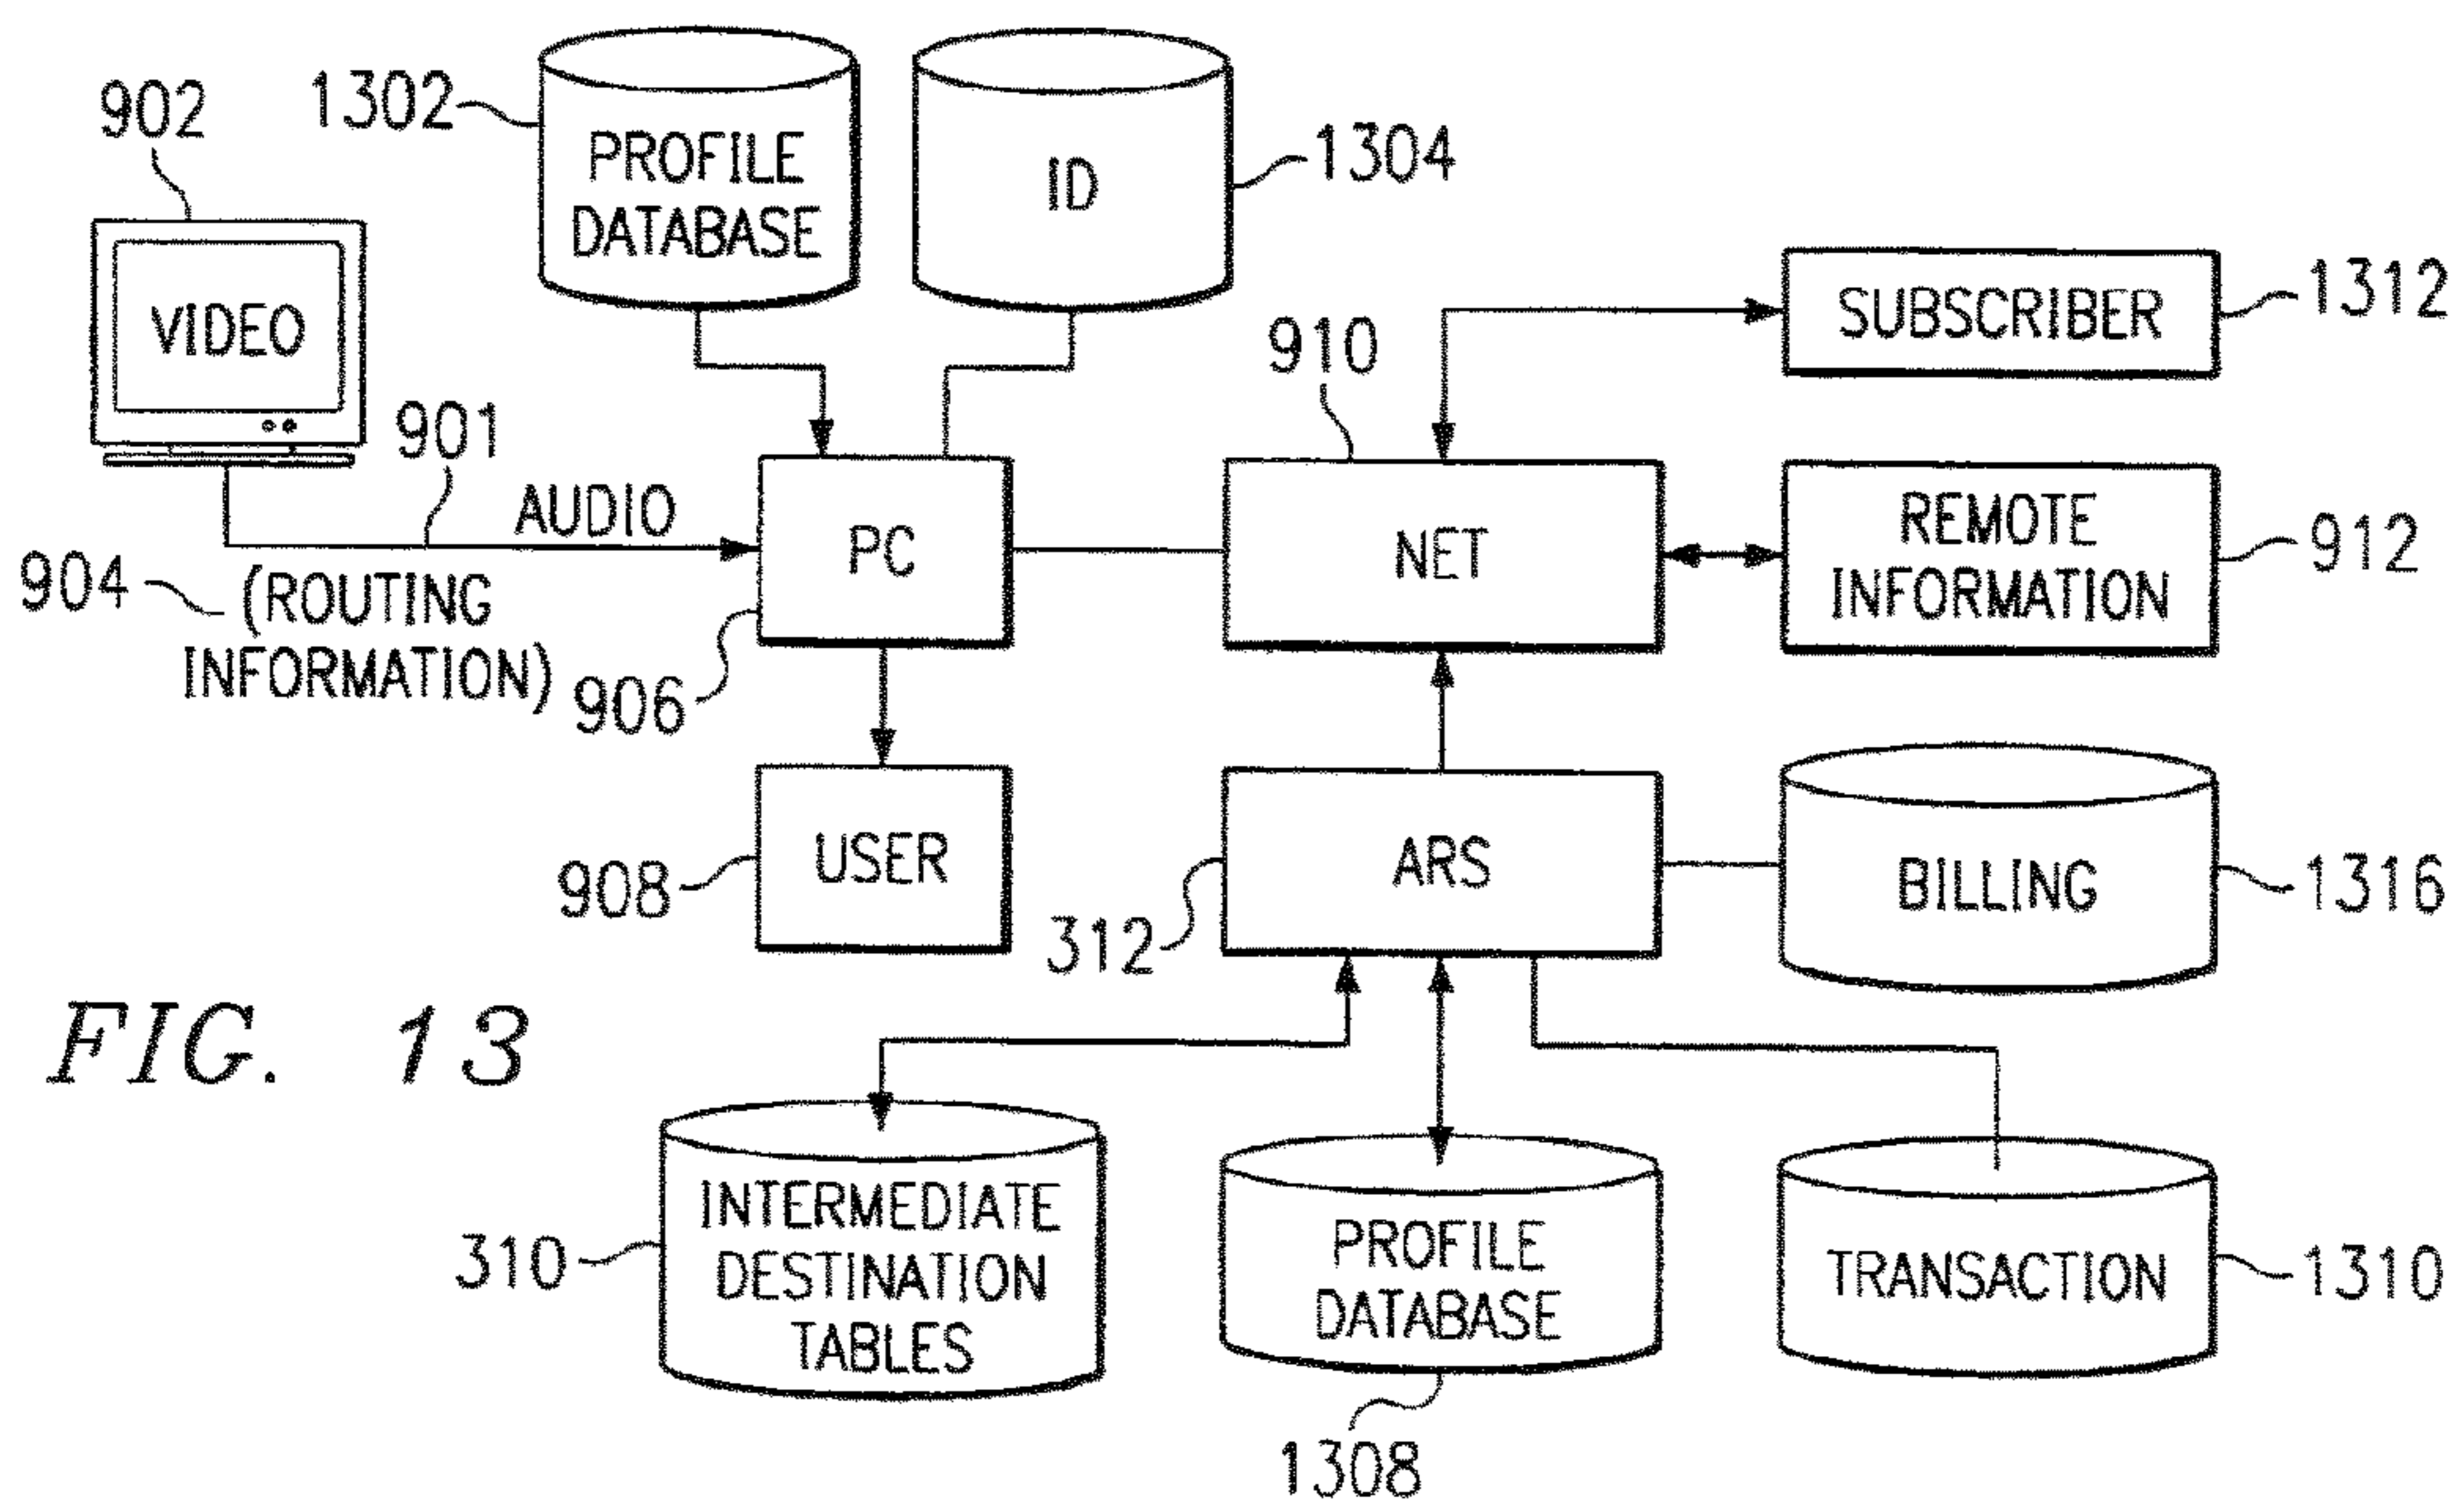 902
1302
PROFILE
DATABASE
ID
1304
VIDEO
SUBSCRIBER
1312
910
901
AUDIO
904
(ROUTING
INFORMATION)
PC
906
NET
REMOTE
INFORMATION
912
USER
908
ARS
312
BILLING
1316
FIG. 13
INTERMEDIATE
DESTINATION
TABLES
310
PROFILE
DATABASE
1308
TRANSACTION
1310